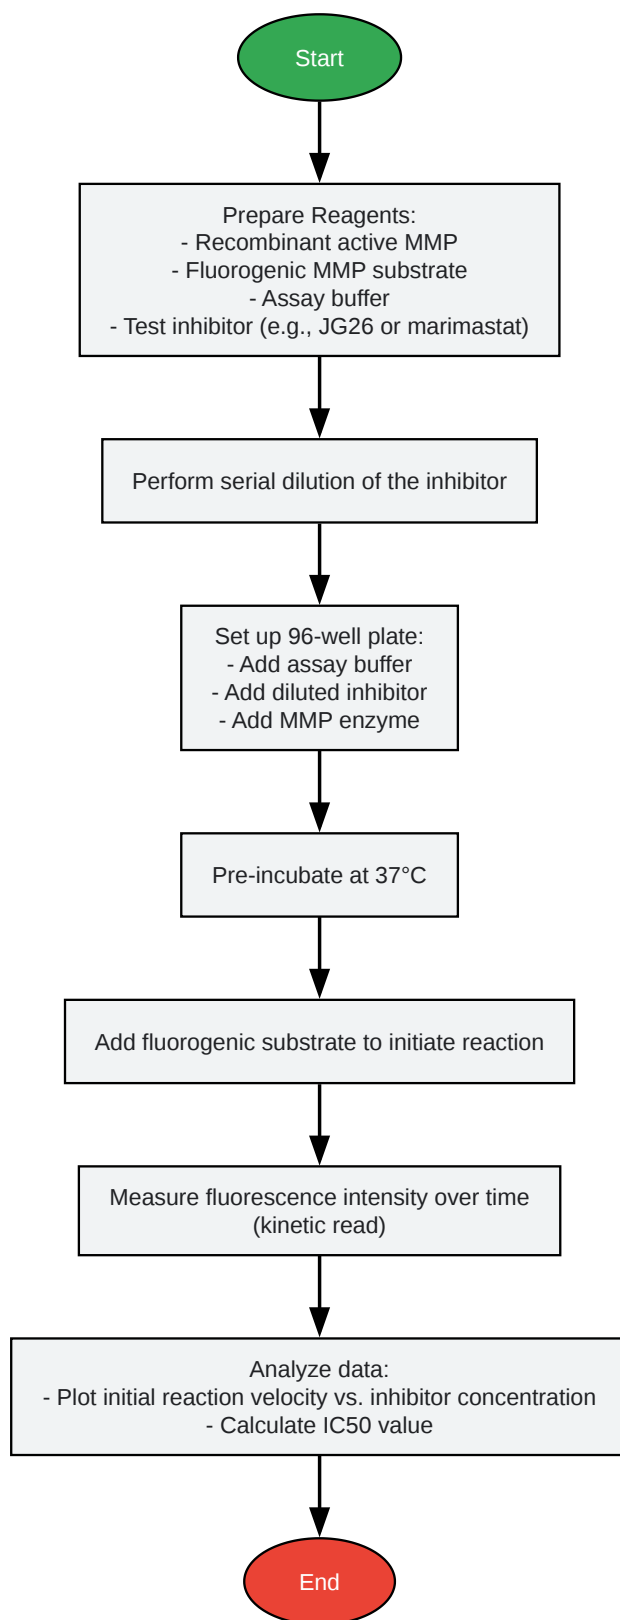 Start
Prepare Reagents:
- Recombinant active MMP
- Fluorogenic MMP substrate
- Assay buffer
- Test inhibitor (e.g., JG26 or marimastat)
Perform serial dilution of the inhibitor
Set up 96-well plate:
- Add assay buffer
- Add diluted inhibitor
- Add MMP enzyme
Pre-incubate at 37°C
Add fluorogenic substrate to initiate reaction
Measure fluorescence intensity over time
(kinetic read)
Analyze data:
- Plot initial reaction velocity vs. inhibitor concentration
- Calculate IC50 value
End